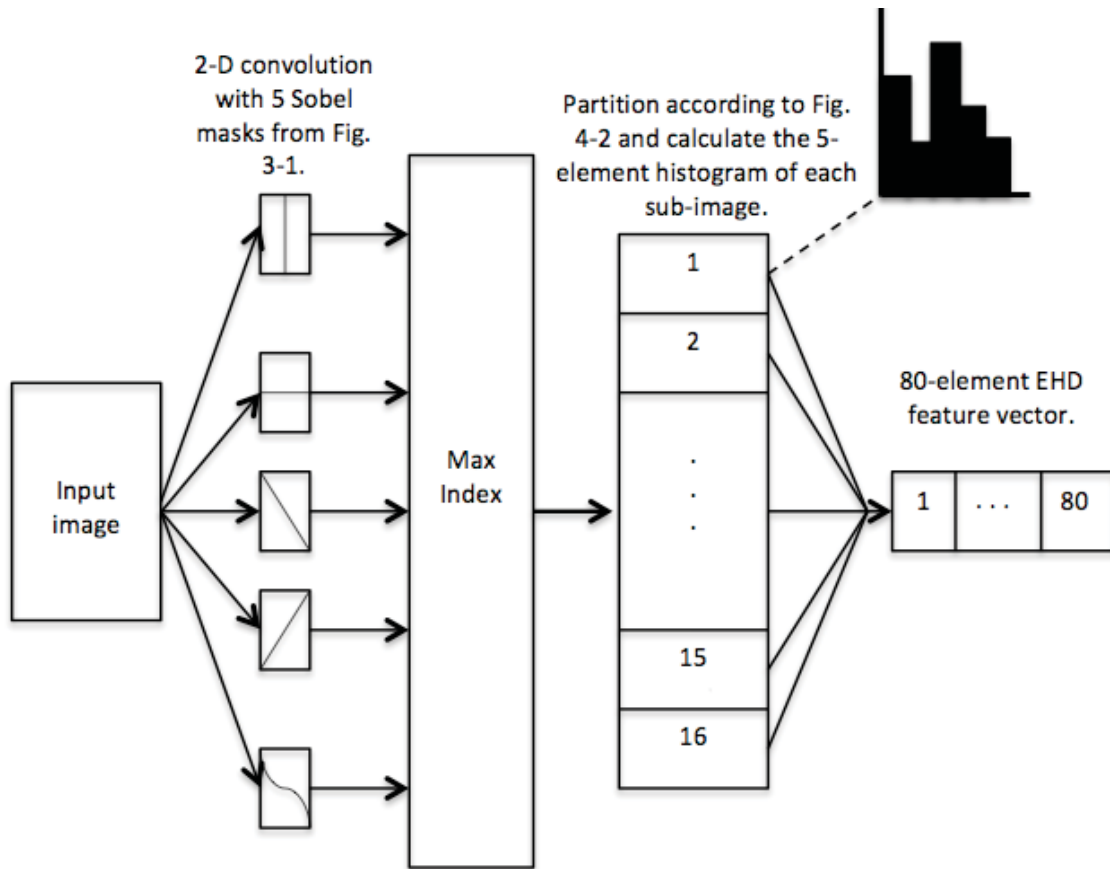 2-D convolution
with 5 Sobel
masks from Fig.
3-1.
Partition according to Fig.
4-2 and calculate the 5-
element histogram of each
sub-image.
Input
image
Max
Index
1
2
.
.
.
15
16
80-element EHD
feature vector.
1 . . . 80